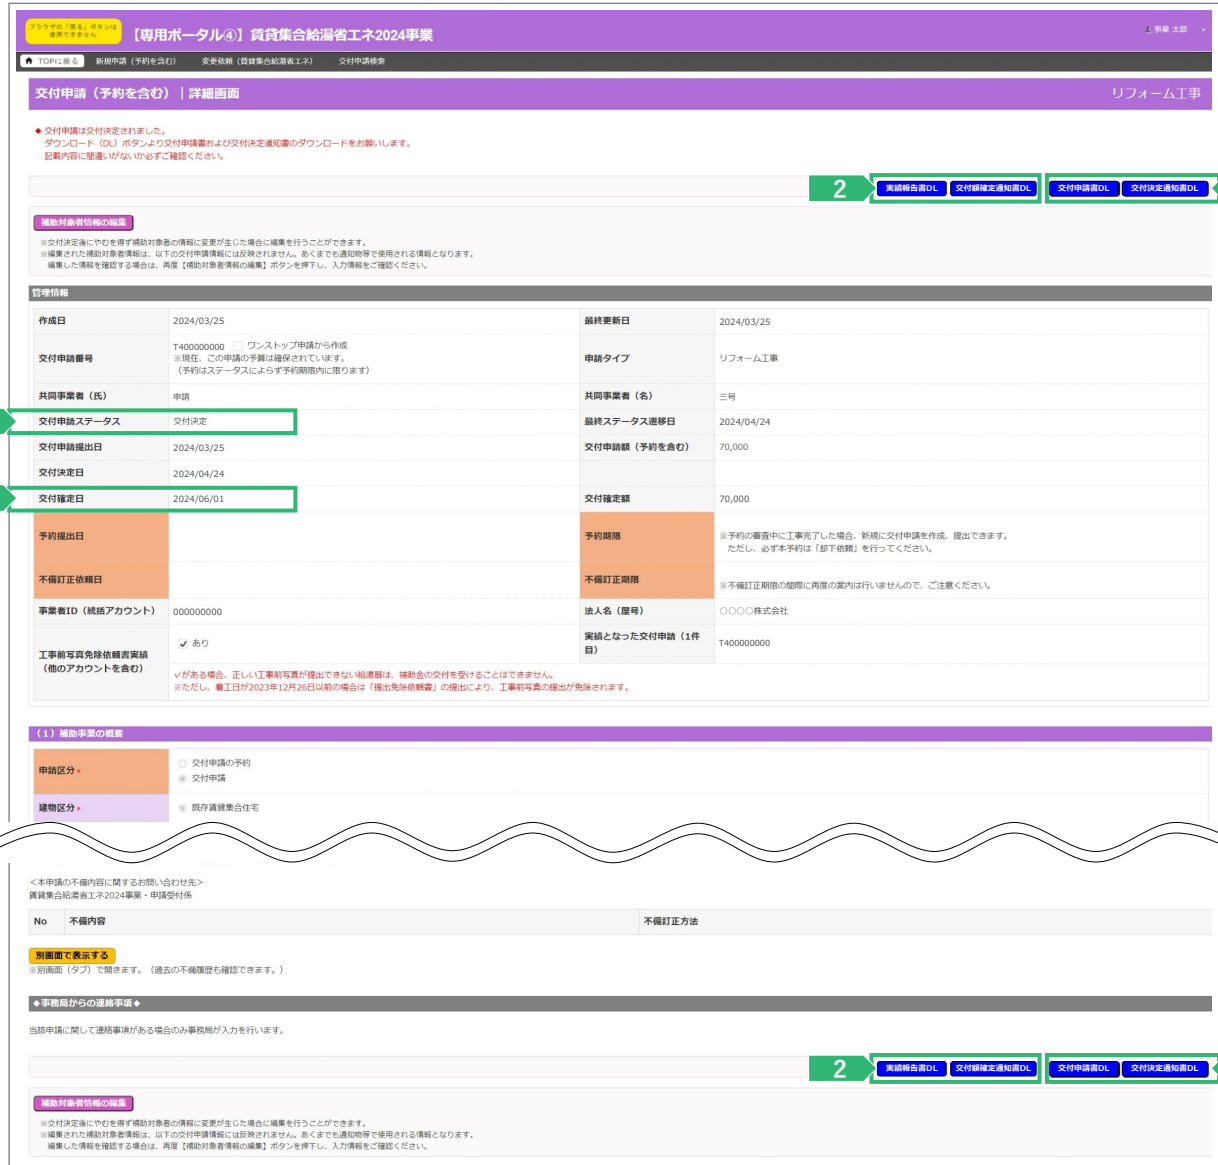 ブラウザの「戻る」ボタンは
使用できません
【専用ポータル④】賃貸集合給湯省エネ2024事業
事業 太郎
TOPに戻る 新規申請（予約を含む） 変更依頼（賃貸集合給湯省エネ） 交付申請検索
交付申請（予約を含む）｜詳細画面
リフォーム工事
◆ 交付申請は交付決定されました。
ダウンロード（DL）ボタンより交付申請書および交付決定通知書のダウンロードをお願いします。
記載内容に間違いがないか必ずご確認ください。
2 実績報告書DL 交付額確定通知書DL 交付申請書DL 交付決定通知書DL
補助対象者情報の編集
※交付決定後にやむを得ず補助対象者の情報に変更が生じた場合に編集を行うことができます。
※編集された補助対象者情報は、以下の交付申請情報には反映されません。あくまでも通知物等で使用される情報となります。
編集した情報を確認する場合は、再度【補助対象者情報の編集】ボタンを押下し、入力情報をご確認ください。
管理情報
作成日 2024/03/25 最終更新日 2024/03/25
交付申請番号 T400000000 ワンストップ申請から作成
※現在、この申請の予算は確保されています。
（予約はステータスによらず予約期限内に限ります）
申請タイプ リフォーム工事
共同事業者（氏） 申請 共同事業者（名） 三号
交付申請ステータス 交付決定 最終ステータス遷移日 2024/04/24
交付申請提出日 2024/03/25 交付申請額（予約を含む） 70,000
交付決定日 2024/04/24
交付確定日 2024/06/01 交付確定額 70,000
予約提出日 予約期限 ※予約の審査中に工事完了した場合、新規に交付申請を作成、提出できます。
ただし、必ず本予約は「却下依頼」を行ってください。
不備訂正依頼日 不備訂正期限 ※不備訂正期限の間際に再度の案内は行いませんので、ご注意ください。
事業者ID（統括アカウント） 000000000 法人名（屋号） ○○○○株式会社
工事前写真免除依頼書実績
（他のアカウントを含む）
あり
実績となった交付申請（1件
目）
T400000000
✓がある場合、正しい工事前写真が提出できない給湯器は、補助金の交付を受けることはできません。
※ただし、着工日が2023年12月26日以前の場合は「提出免除依頼書」の提出により、工事前写真の提出が免除されます。
（1）補助事業の概要
申請区分*
交付申請の予約
交付申請
建物区分* 既存賃貸集合住宅
＜本申請の不備内容に関するお問い合わせ先＞
賃貸集合給湯省エネ2024事業・申請受付係
No 不備内容 不備訂正方法
別画面で表示する
※別画面（タブ）で開きます。（過去の不備履歴も確認できます。）
◆事務局からの連絡事項◆
当該申請に関して連絡事項がある場合のみ事務局が入力を行います。
2 実績報告書DL 交付額確定通知書DL 交付申請書DL 交付決定通知書DL
補助対象者情報の編集
※交付決定後にやむを得ず補助対象者の情報に変更が生じた場合に編集を行うことができます。
※編集された補助対象者情報は、以下の交付申請情報には反映されません。あくまでも通知物等で使用される情報となります。
編集した情報を確認する場合は、再度【補助対象者情報の編集】ボタンを押下し、入力情報をご確認ください。